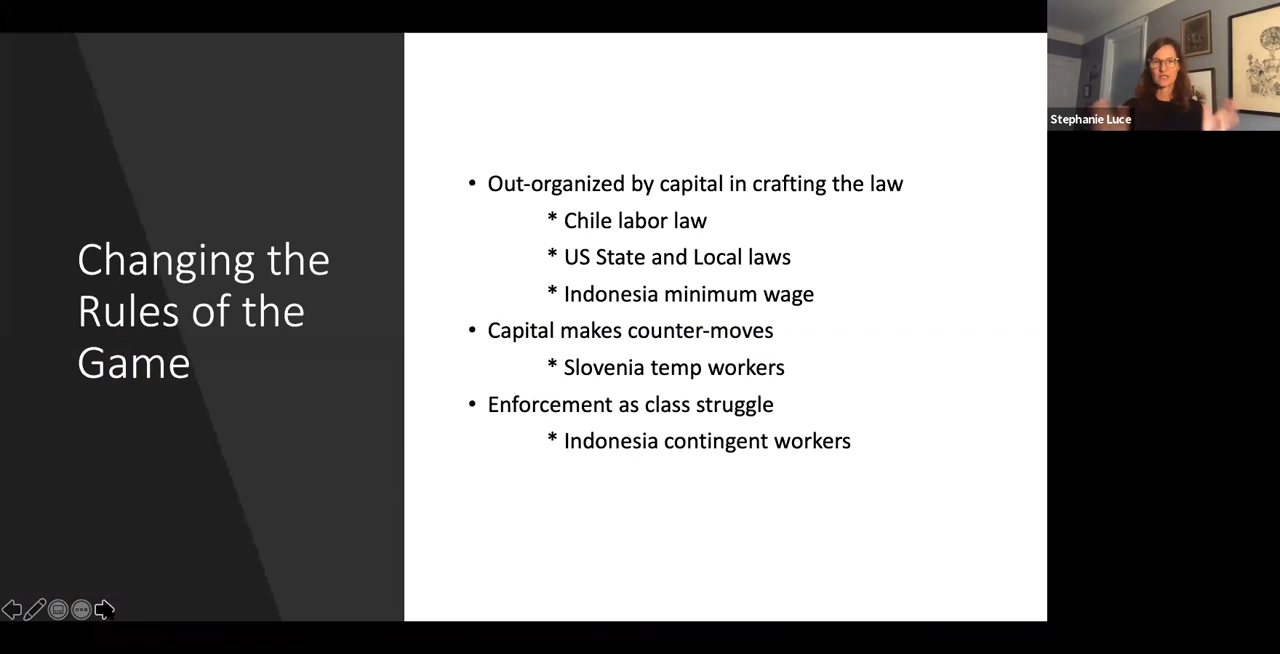 Changing the
Rules of the
Game
• Out-organized by capital in crafting the law
* Chile labor law
* US State and Local laws
* Indonesia minimum wage
• Capital makes counter-moves
* Slovenia temp workers
• Enforcement as class struggle
* Indonesia contingent workers
Stephanie Luce